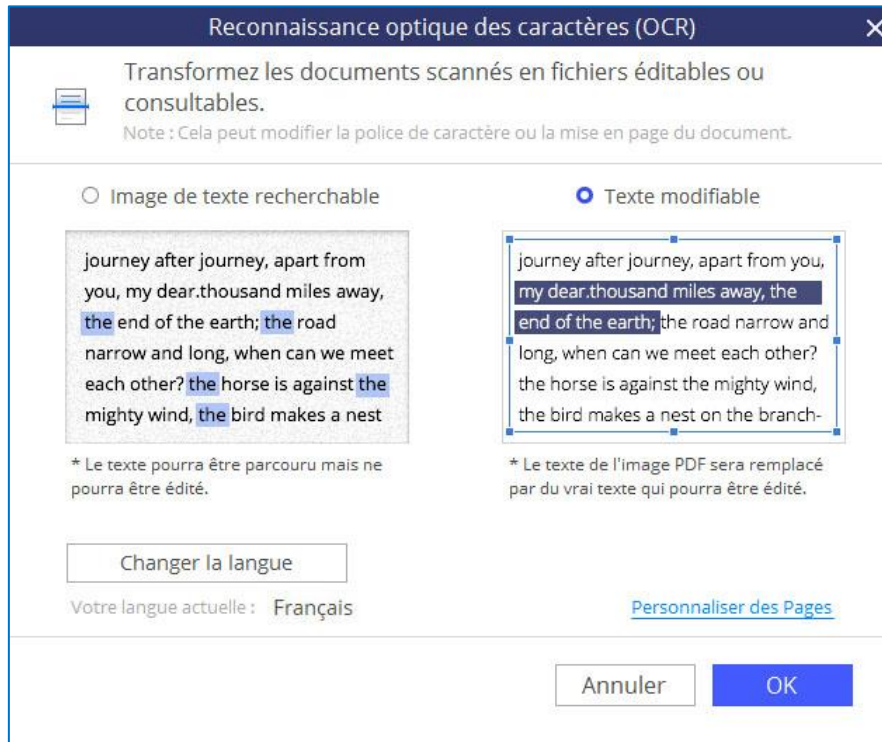 Reconnaissance optique des caractères (OCR)
Transformez les documents scannés en fichiers éditables ou
consultables.
Note : Cela peut modifier la police de caractère ou la mise en page du document.
Image de texte recherchable
journey after journey, apart from
you, my dear.thousand miles away,
the end of the earth; the road
narrow and long, when can we meet
each other? the horse is against the
mighty wind, the bird makes a nest
* Le texte pourra être parcouru mais ne
pourra être édité.
Texte modifiable
journey after journey, apart from you,
my dear.thousand miles away, the
end of the earth; the road narrow and
long, when can we meet each other?
the horse is against the mighty wind,
the bird makes a nest on the branch-
* Le texte de l'image PDF sera remplacé
par du vrai texte qui pourra être édité.
Changer la langue
Votre langue actuelle : Français
Personnaliser des Pages
Annuler
OK